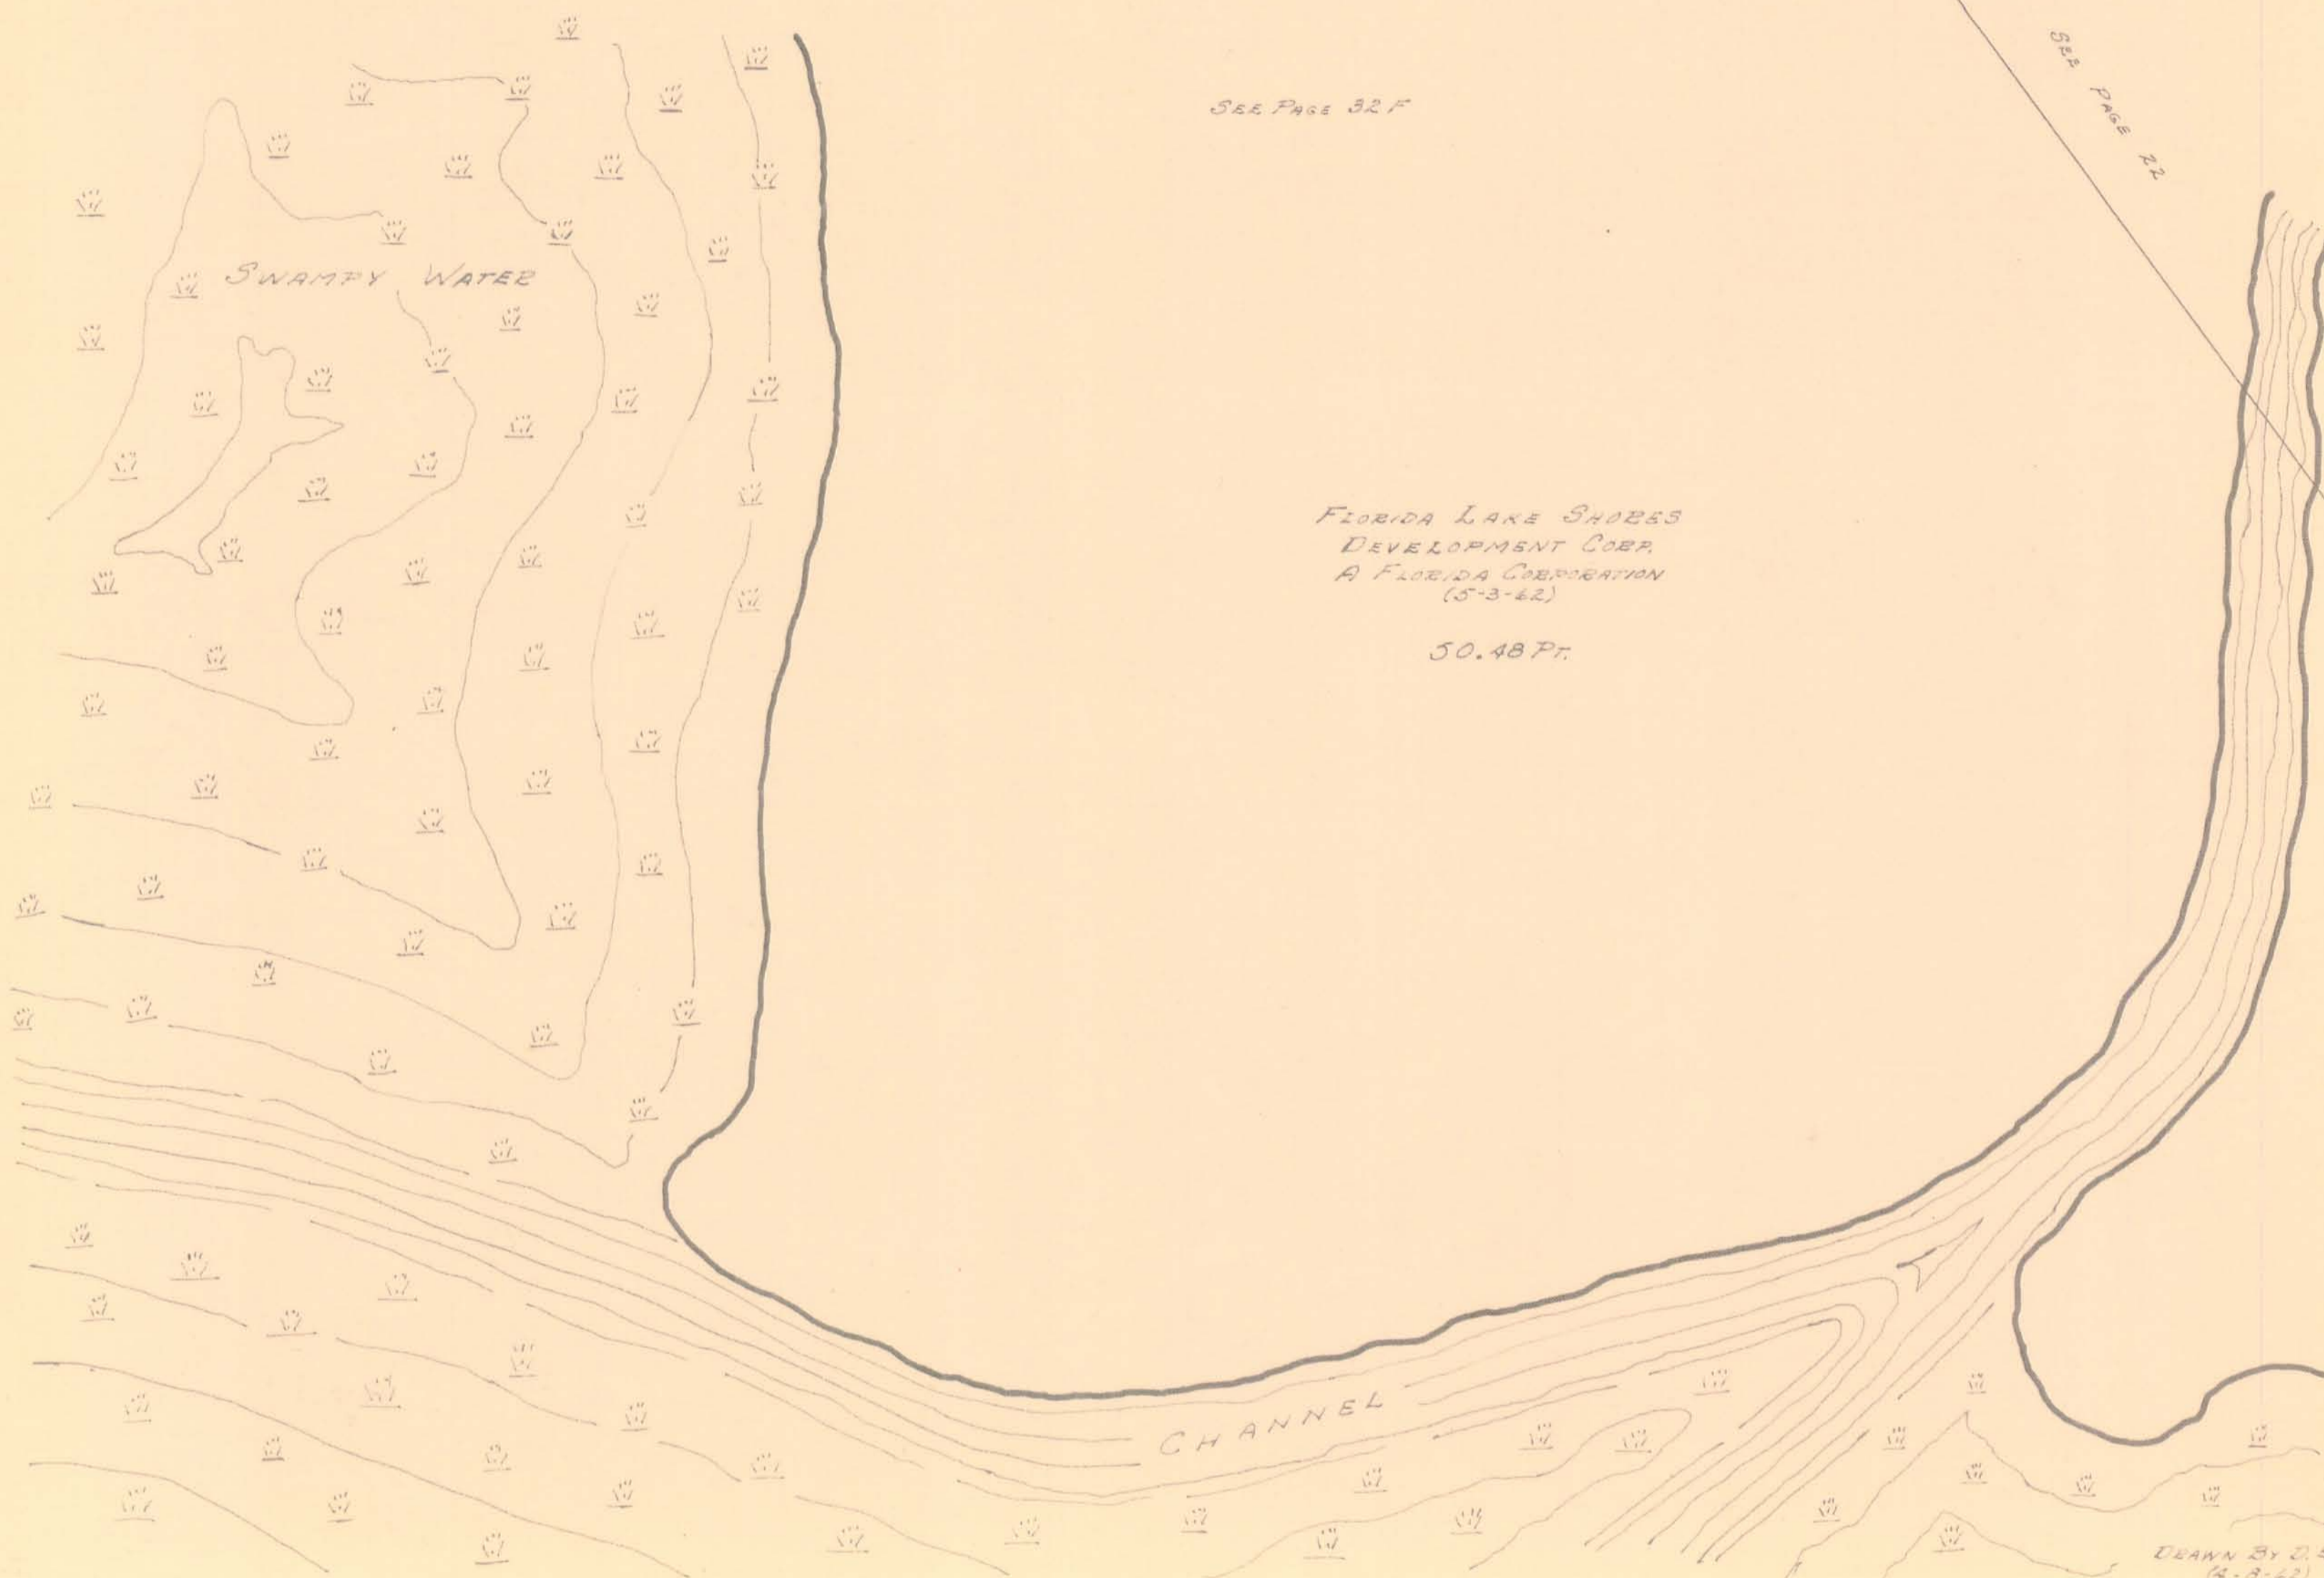 SEE PAGE 32F
SEE PAGE 22
SWAMPY WATER
FLORIDA LAKE SHORES
DEVELOPMENT CORP.
A FLORIDA CORPORATION
(5-3-62)
50.48 PT.
CHANNEL
DRAWN BY D.